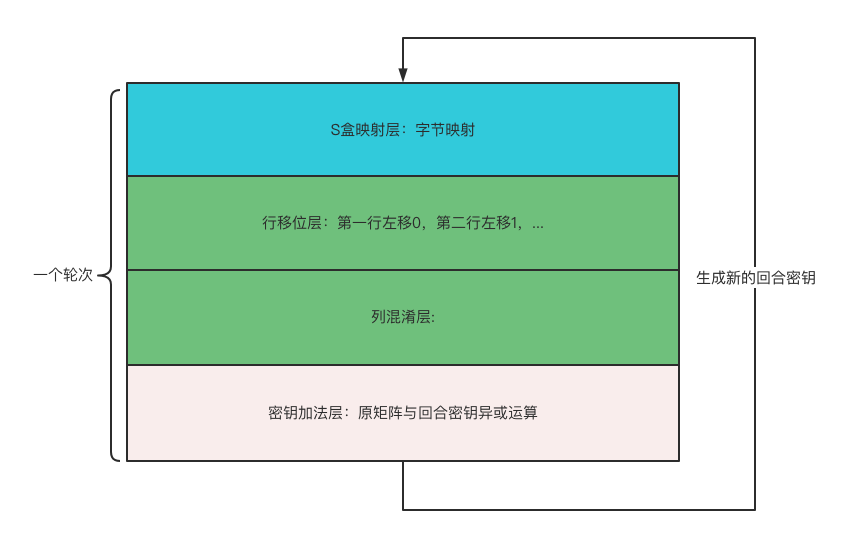 S盒映射层：字节映射
行移位层：第一行左移0，第二行左移1，...
一个轮次
生成新的回合密钥
列混淆层:
密钥加法层：原矩阵与回合密钥异或运算